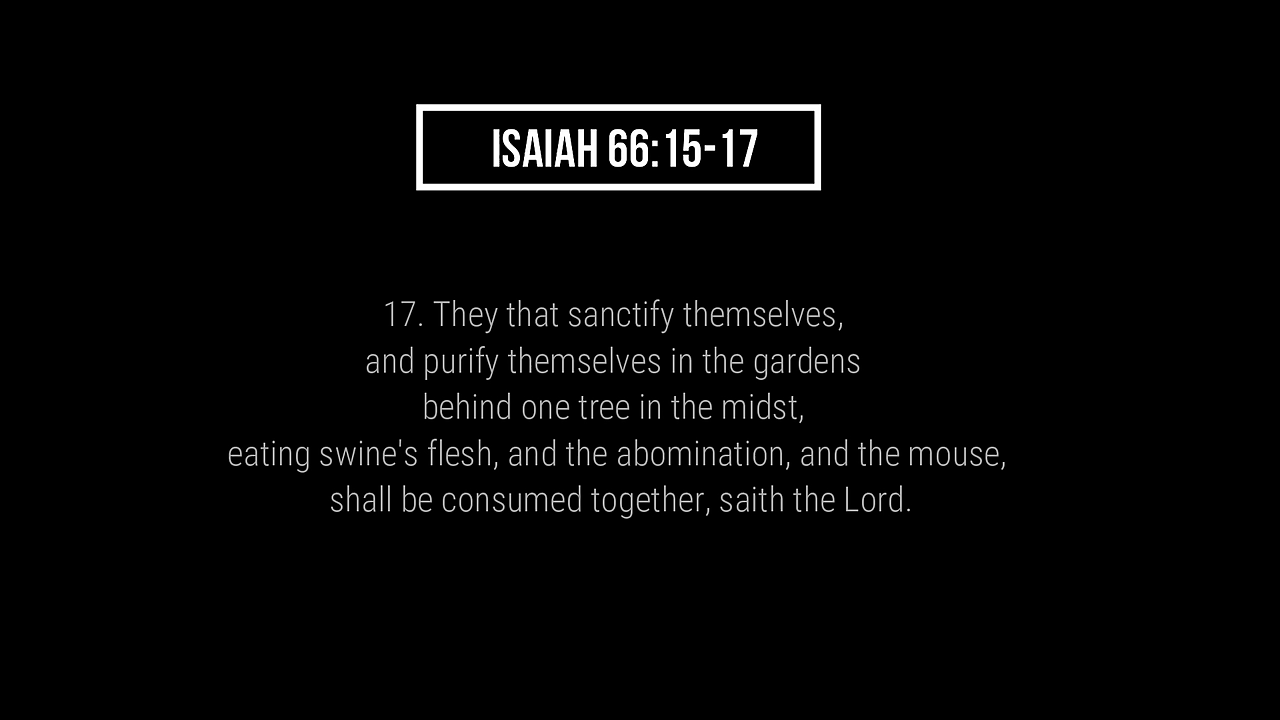 ISAIAH 66:15-17
17. They that sanctify themselves,
and purify themselves in the gardens
behind one tree in the midst,
eating swine's flesh, and the abomination, and the mouse,
shall be consumed together, saith the Lord.